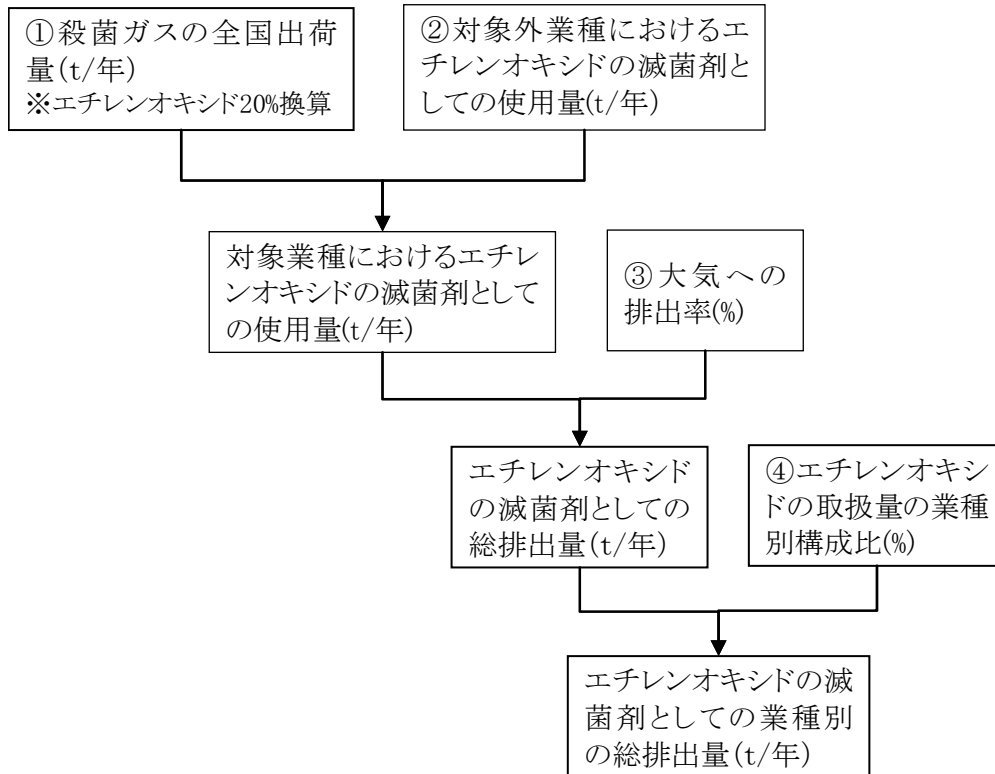 ①殺菌ガスの全国出荷
量(t/年)
※エチレンオキシド20%換算
②対象外業種におけるエ
チレンオキシドの滅菌剤と
しての使用量(t/年)
対象業種におけるエチレ
ンオキシドの滅菌剤として
の使用量(t/年)
③大気への
排出率(%)
エチレンオキシド
の滅菌剤としての
総排出量(t/年)
④エチレンオキシ
ドの取扱量の業種
別構成比(%)
エチレンオキシドの滅
菌剤としての業種別
の総排出量(t/年)